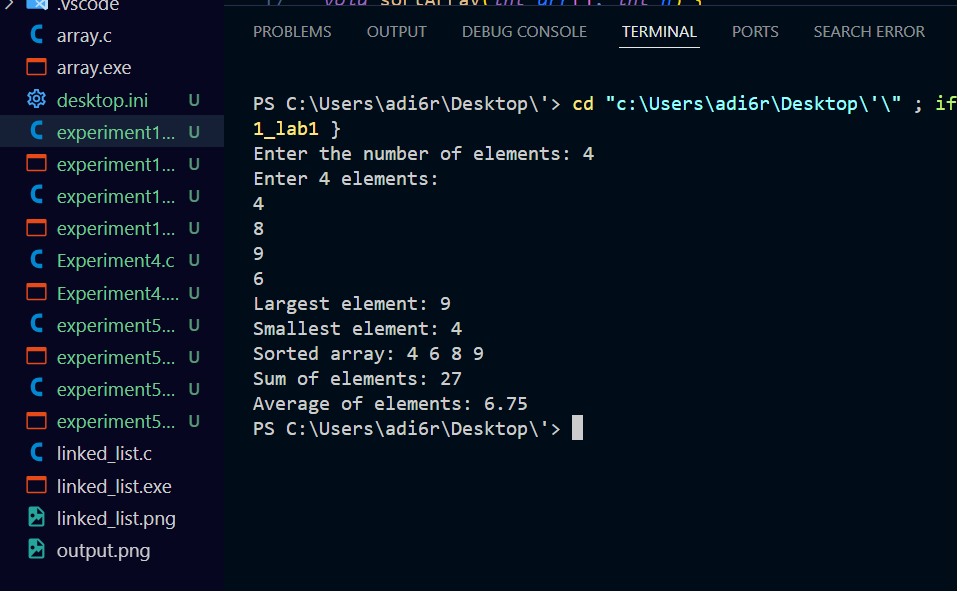 .vscode
array.c
array.exe
desktop.ini U
experiment1... U
experiment1... U
experiment1... U
experiment1... U
Experiment4.c U
Experiment4.... U
experiment5... U
experiment5... U
experiment5... U
experiment5... U
linked_list.c
linked_list.exe
linked_list.png
output.png
17 void sortArray(int arr[], int n) {
PROBLEMS OUTPUT DEBUG CONSOLE TERMINAL PORTS SEARCH ERROR
PS C:\Users\adi6r\Desktop\'> cd "c:\Users\adi6r\Desktop\'\" ; if
1_lab1 }
Enter the number of elements: 4
Enter 4 elements:
4
8
9
6
Largest element: 9
Smallest element: 4
Sorted array: 4 6 8 9
Sum of elements: 27
Average of elements: 6.75
PS C:\Users\adi6r\Desktop\'>